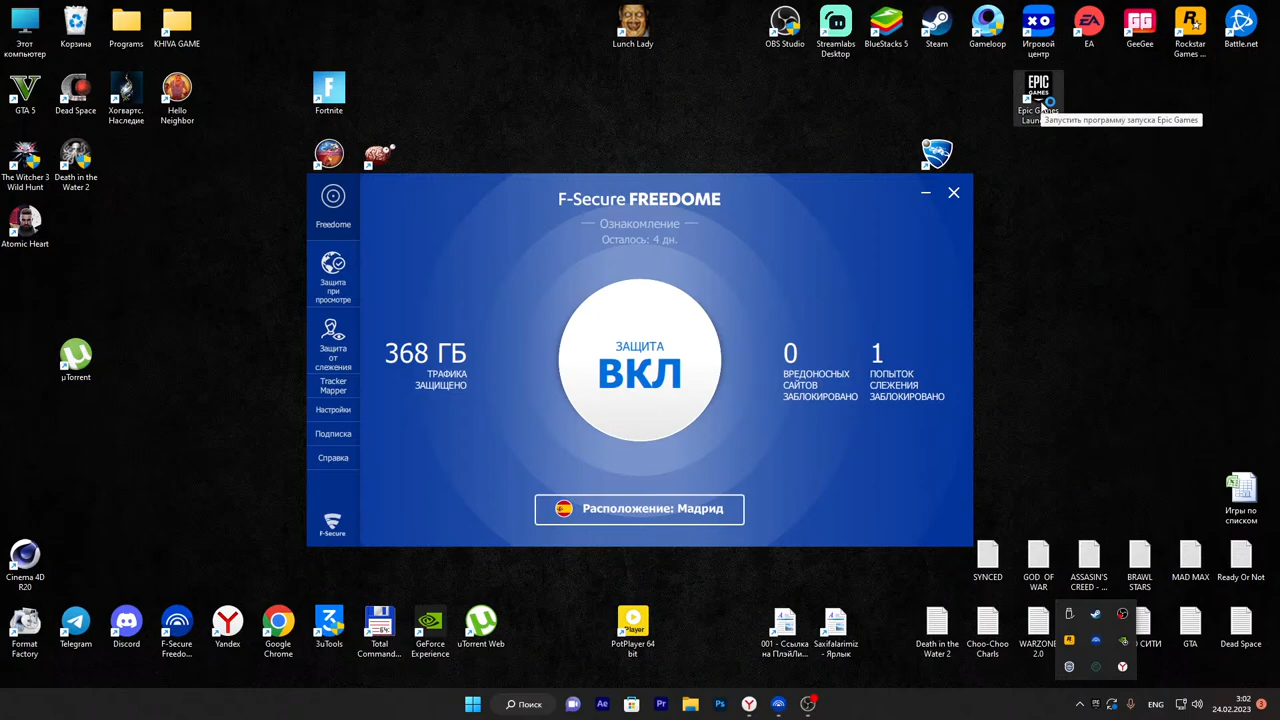 Этот
компьютер
Корзина
Programs
KHIVA GAME
Lunch Lady
OBS Studio
Streamlabs
Desktop
BlueStacks 5
Steam
Gameloop
Игровой
центр
EA
GeeGee
Rockstar
Games ...
Battle.net
GTA 5
Dead Space
Хогвартс.
Наследие
Hello
Neighbor
Fortnite
EPIC
GAMES
Epic Games
Запустить программу запуска Epic Games
The Witcher 3
Wild Hunt
Death in the
Water 2
Atomic Heart
µTorrent
F-Secure FREEDOME
Ознакомление
Осталось: 4 дн.
Freedome
Защита
при
просмотре
Защита
от
слежения
Tracker
Mapper
Настройки
Подписка
Справка
F-Secure
368 ГБ
ТРАФИКА
ЗАЩИЩЕНО
ЗАЩИТА
ВКЛ
0
ВРЕДОНОСНЫХ
САЙТОВ
ЗАБЛОКИРОВАНО
1
ПОПЫТОК
СЛЕЖЕНИЯ
ЗАБЛОКИРОВАНО
Расположение: Мадрид
Игры по
списком
SYNCED
GOD OF
WAR
ASSASIN'S
CREED - ...
BRAWL
STARS
MAD MAX
Ready Or Not
Cinema 4D
R20
Format
Factory
Telegram
Discord
F-Secure
Freedo...
Yandex
Google
Chrome
3uTools
Total
Command...
GeForce
Experience
uTorrent Web
Player
PotPlayer 64
bit
001 - Ссылка
на ПлэйЛи...
Saxifalarimiz
- Ярлык
Death in the
Water 2
Choo-Choo
Charls
WARZONE
2.0
СИТИ
GTA
Dead Space
Поиск
Ae
Pr
Ps
ENG
3:02
24.02.2023